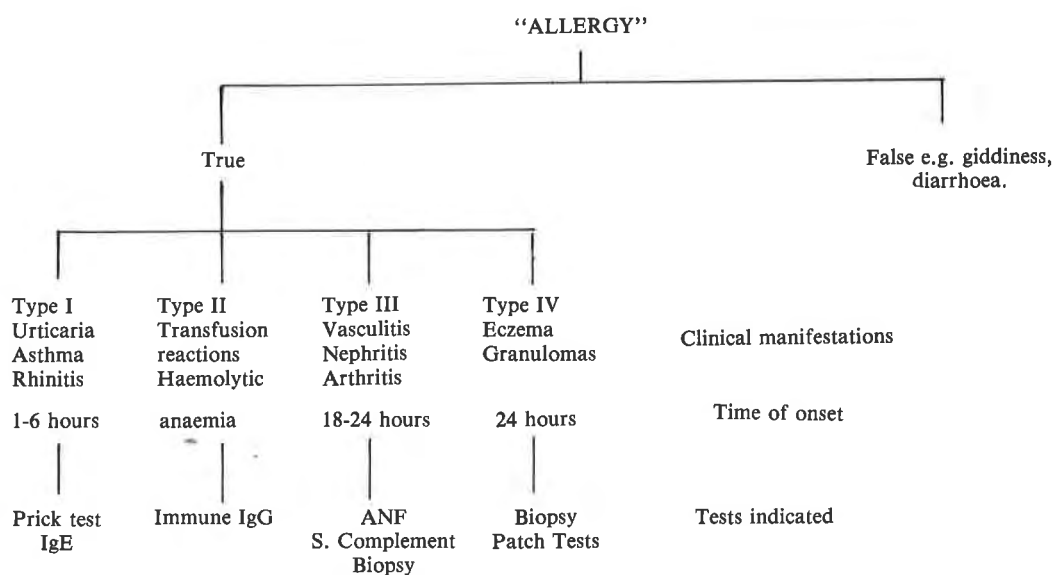 "ALLERGY"
True
False e.g. giddiness,
diarrhoea.
Type I
Urticaria
Asthma
Rhinitis
1-6 hours
Prick test
IgE
Type II
Transfusion
reactions
Haemolytic
anaemia
Immune IgG
Type III
Vasculitis
Nephritis
Arthritis
18-24 hours
ANF
S. Complement
Biopsy
Type IV
Eczema
Granulomas
24 hours
Biopsy
Patch Tests
Clinical manifestations
Time of onset
Tests indicated